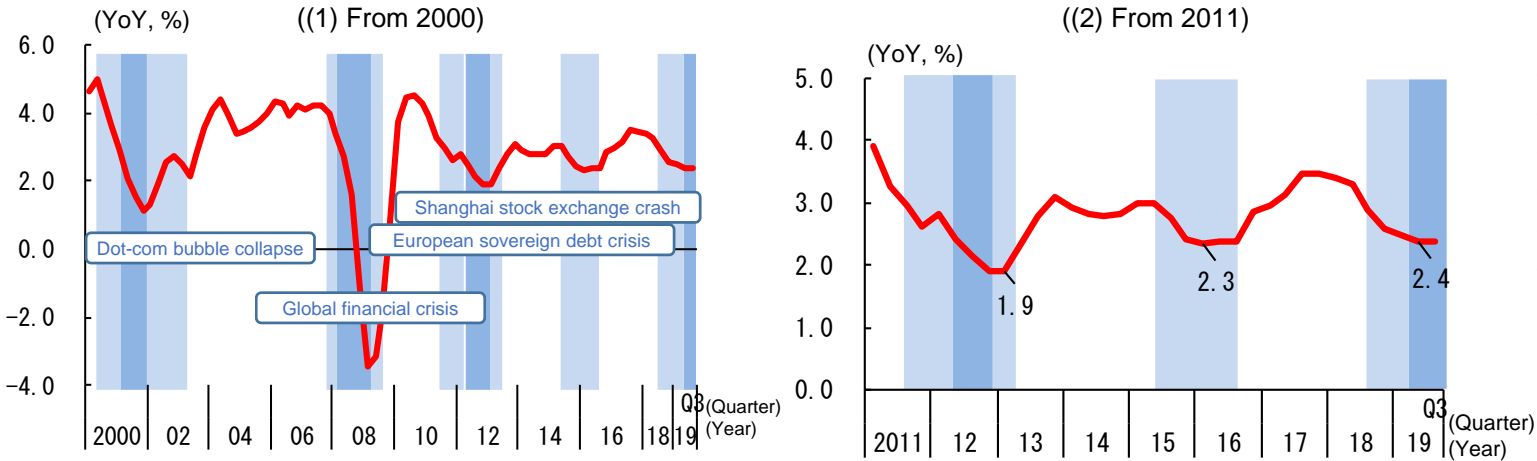 ((1) From 2000)
(YoY, %)
6.0
4.0
2.0
0.0
-2.0
-4.0
Shanghai stock exchange crash
European sovereign debt crisis
Dot-com bubble collapse
Global financial crisis
Q3
(Quarter)
2000 02 04 06 08 10 12 14 16 18 19
(Year)
((2) From 2011)
(YoY, %)
5.0
4.0
3.0
2.0
1.0
0.0
1.9
2.3
2.4
Q3
(Quarter)
2011 12 13 14 15 16 17 18 19
(Year)